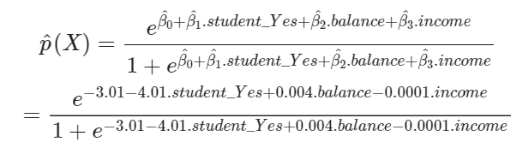 p̂(X) = e^{β̂₀+β̂₁.student_Yes+β̂₂.balance+β̂₃.income} / 1 + e^{β̂₀+β̂₁.student_Yes+β̂₂.balance+β̂₃.income}
= e^{−3.01−4.01.student_Yes+0.004.balance−0.0001.income} / 1 + e^{−3.01−4.01.student_Yes+0.004.balance−0.0001.income}